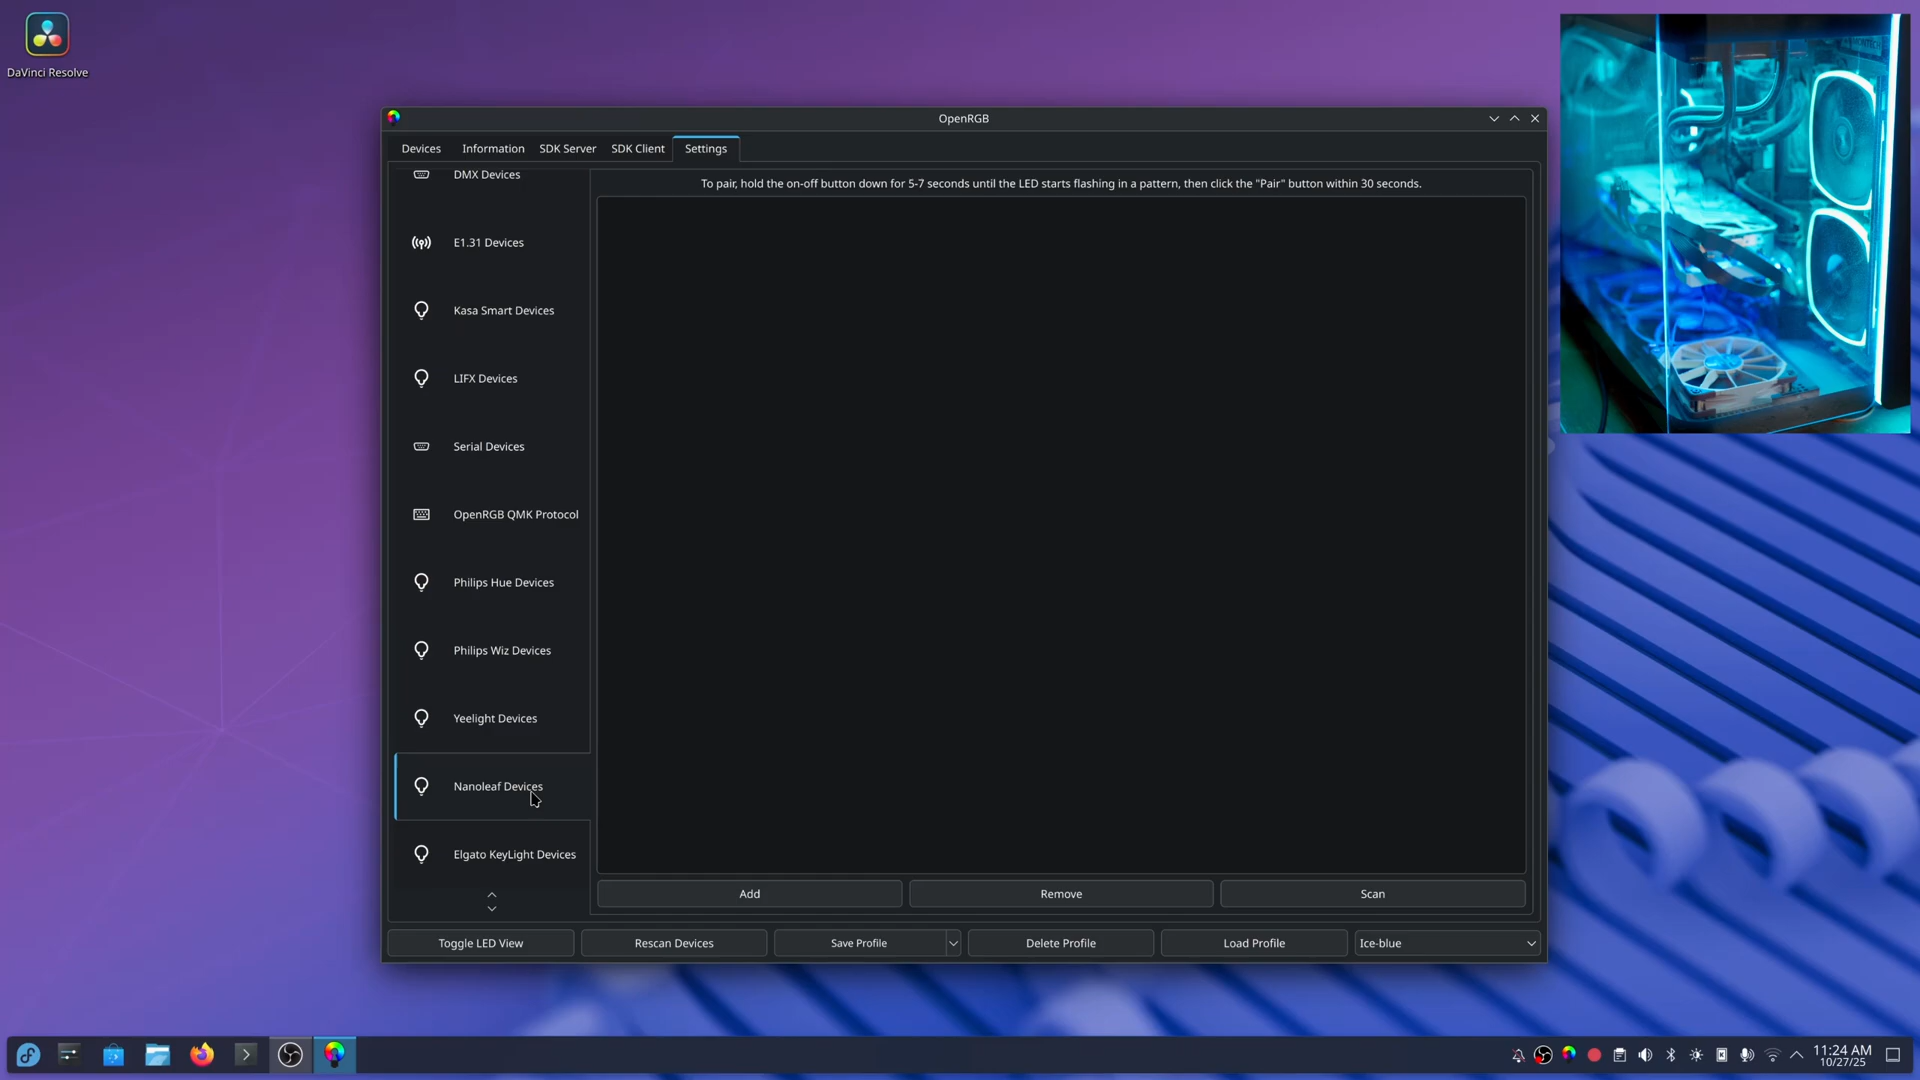 DaVinci Resolve
OpenRGB
Devices
Information
SDK Server
SDK Client
Settings
DMX Devices
E1.31 Devices
Kasa Smart Devices
LIFX Devices
Serial Devices
OpenRGB QMK Protocol
Philips Hue Devices
Philips Wiz Devices
Yeelight Devices
Nanoleaf Devices
Elgato KeyLight Devices
To pair, hold the on-off button down for 5-7 seconds until the LED starts flashing in a pattern, then click the "Pair" button within 30 seconds.
Add
Remove
Scan
Toggle LED View
Rescan Devices
Save Profile
Delete Profile
Load Profile
Ice-blue
11:24 AM
10/27/25